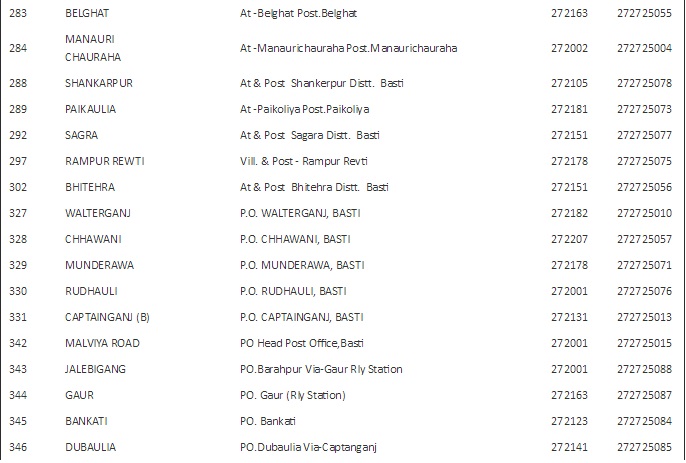 283 BELGHAT At -Belghat Post.Belghat 272163 272725055
284 MANAURI CHAURAHA At -Manaurichauraha Post.Manaurichauraha 272002 272725004
288 SHANKARPUR At & Post Shankerpur Distt. Basti 272105 272725078
289 PAIKAULIA At -Paikoliya Post.Paikoliya 272181 272725073
292 SAGRA At & Post Sagara Distt. Basti 272151 272725077
297 RAMPUR REWTI Vill. & Post - Rampur Revti 272178 272725075
302 BHITEHRA At & Post Bhitehra Distt. Basti 272151 272725056
327 WALTERGANJ P.O. WALTERGANJ, BASTI 272182 272725010
328 CHHAWANI P.O. CHHAWANI, BASTI 272207 272725057
329 MUNDERAWA P.O. MUNDERAWA, BASTI 272178 272725071
330 RUDHAULI P.O. RUDHAULI, BASTI 272001 272725076
331 CAPTAINGANJ (B) P.O. CAPTAINGANJ, BASTI 272131 272725013
342 MALVIYA ROAD PO Head Post Office,Basti 272001 272725015
343 JALEBIGANG PO.Barahpur Via-Gaur Rly Station 272001 272725088
344 GAUR PO. Gaur (Rly Station) 272163 272725087
345 BANKATI PO. Bankati 272123 272725084
346 DUBAULIA PO.Dubaulia Via-Captanganj 272141 272725085